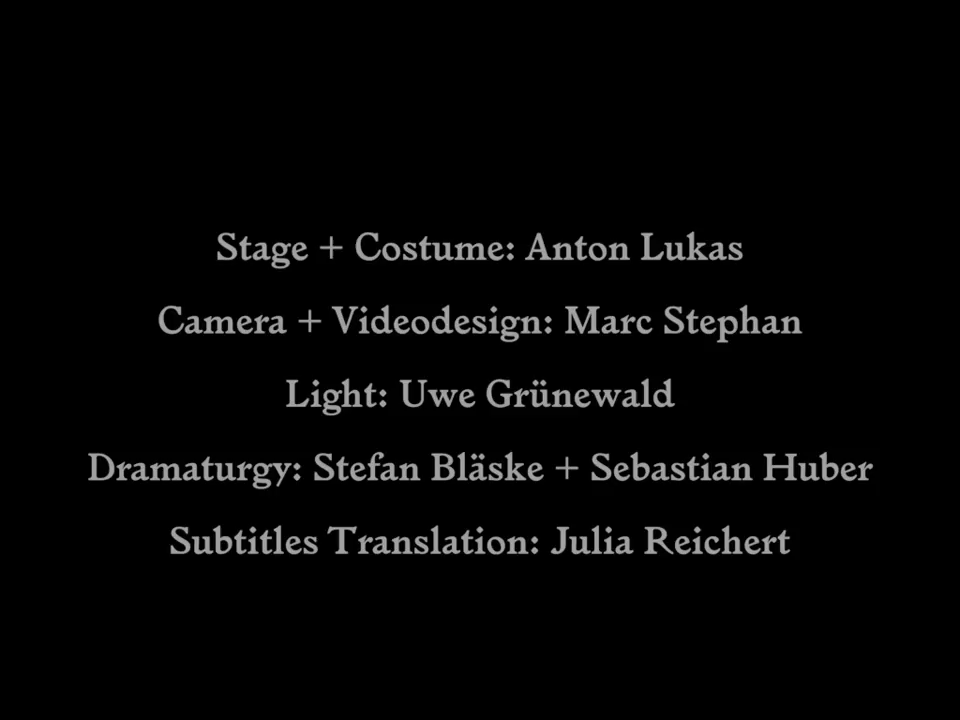 Stage + Costume: Anton Lukas
Camera + Videodesign: Marc Stephan
Light: Uwe Grünewald
Dramaturgy: Stefan Bläske + Sebastian Huber
Subtitles Translation: Julia Reichert